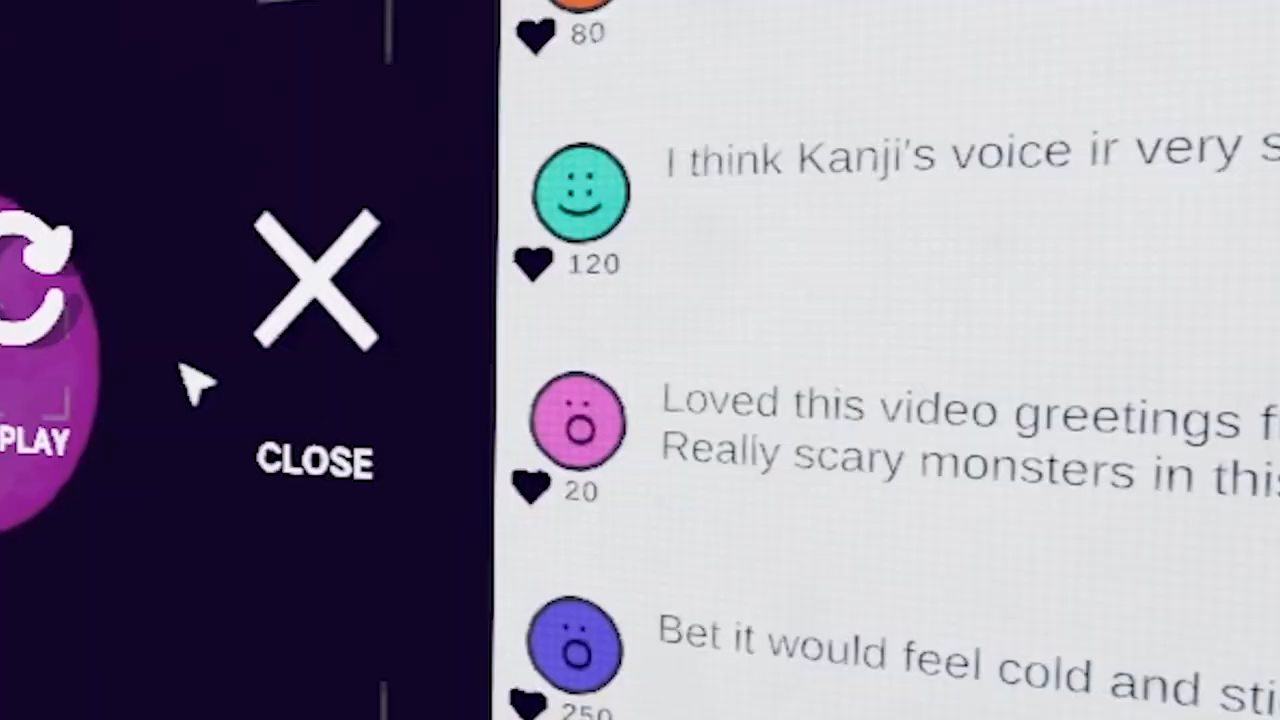 80
I think Kanji's voice ir very
120
PLAY
CLOSE
Loved this video greetings
Really scary monsters in
20
Bet it would feel cold and
250